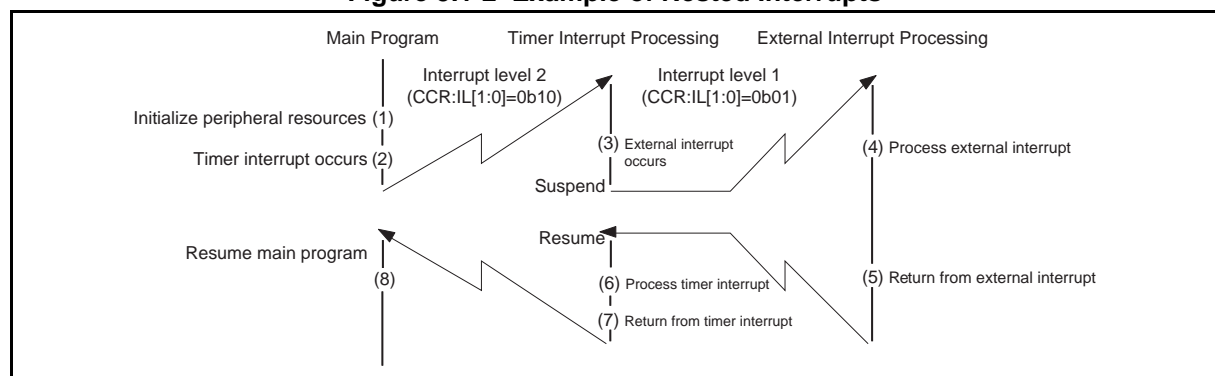 Main Program
Timer Interrupt Processing
External Interrupt Processing
Interrupt level 2
(CCR:IL[1:0]=0b10)
Interrupt level 1
(CCR:IL[1:0]=0b01)
Initialize peripheral resources (1)
Timer interrupt occurs (2)
(3) External interrupt
occurs
Suspend
(4) Process external interrupt
Resume main program
(8)
Resume
(6) Process timer interrupt
(7) Return from timer interrupt
(5) Return from external interrupt